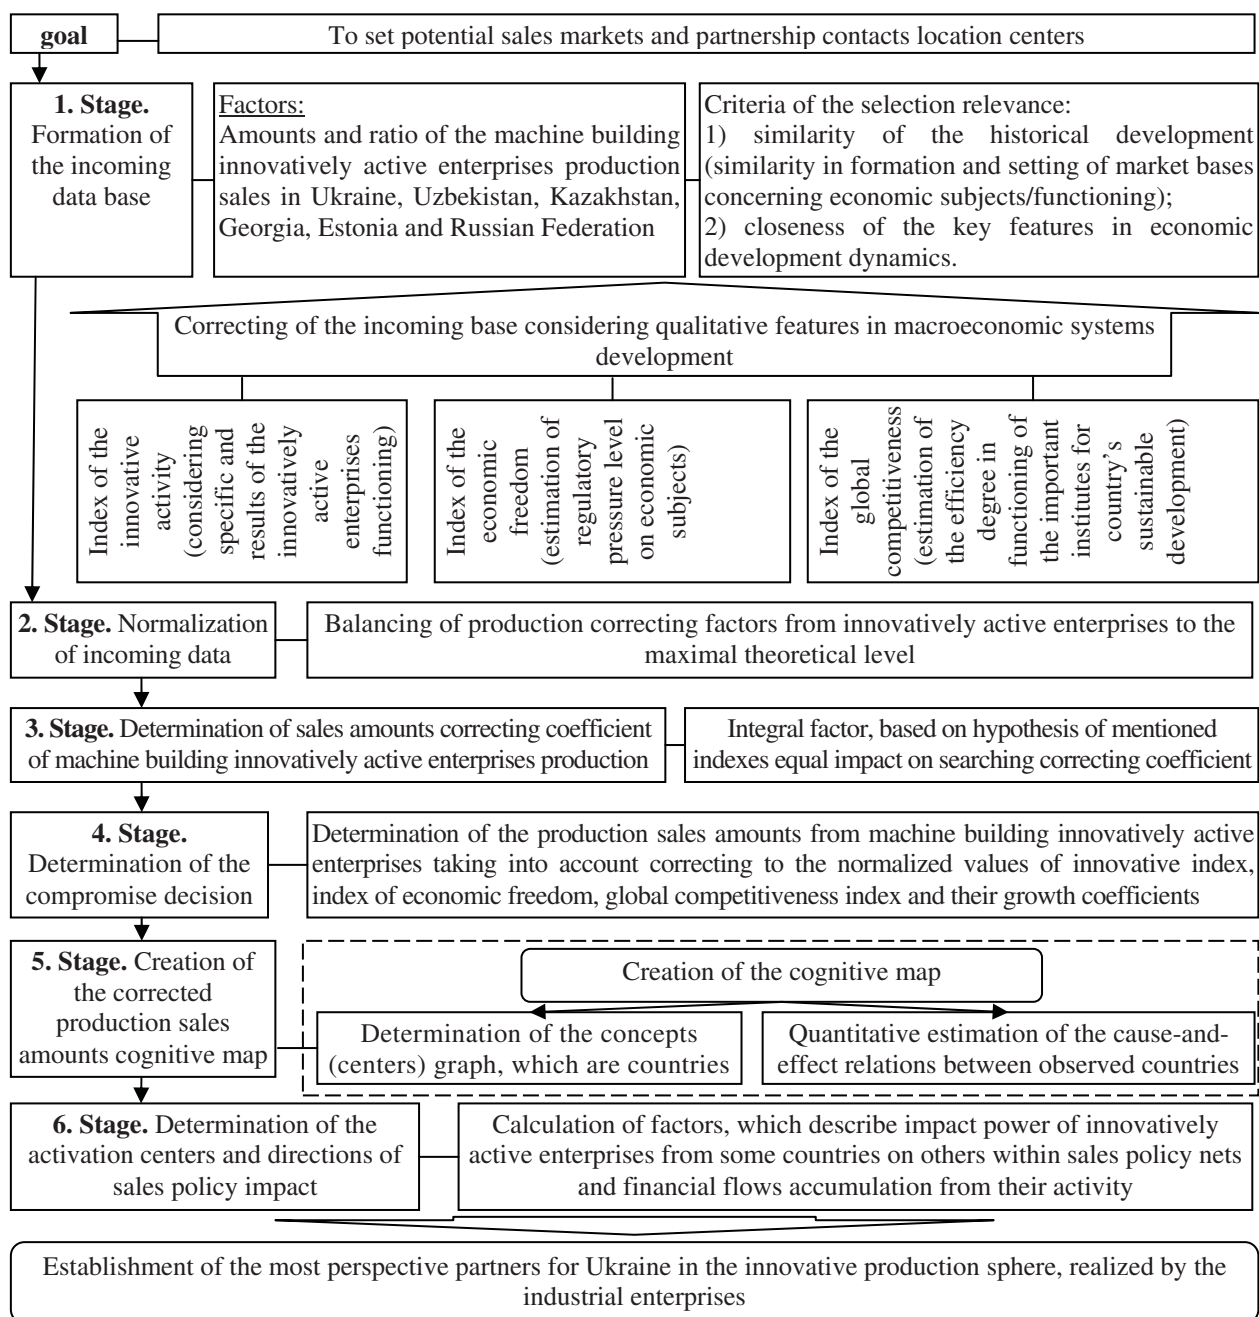 goal
To set potential sales markets and partnership contacts location centers
1. Stage.
Formation of
the incoming
data base
Factors:
Amounts and ratio of the machine building
innovatively active enterprises production
sales in Ukraine, Uzbekistan, Kazakhstan,
Georgia, Estonia and Russian Federation
Criteria of the selection relevance:
1) similarity of the historical development
(similarity in formation and setting of market bases
concerning economic subjects/functioning);
2) closeness of the key features in economic
development dynamics.
Correcting of the incoming base considering qualitative features in macroeconomic systems
development
Index of the
innovative
activity
(considering
specific and
results of the
innovatively
active
enterprises
functioning)
Index of the
economic
freedom
(estimation of
regulatory
pressure level
on economic
subjects)
Index of the
global
competitiveness
(estimation of
the efficiency
degree in
functioning of
the important
institutes for
country's
sustainable
development)
2. Stage. Normalization
of incoming data
Balancing of production correcting factors from innovatively active enterprises to the
maximal theoretical level
3. Stage. Determination of sales amounts correcting coefficient
of machine building innovatively active enterprises production
Integral factor, based on hypothesis of mentioned
indexes equal impact on searching correcting coefficient
4. Stage.
Determination of the
compromise decision
Determination of the production sales amounts from machine building innovatively active
enterprises taking into account correcting to the normalized values of innovative index,
index of economic freedom, global competitiveness index and their growth coefficients
5. Stage. Creation of
the corrected
production sales
amounts cognitive map
Creation of the cognitive map
Determination of the concepts
(centers) graph, which are countries
Quantitative estimation of the cause-and-
effect relations between observed countries
6. Stage. Determination of the
activation centers and directions of
sales policy impact
Calculation of factors, which describe impact power of innovatively
active enterprises from some countries on others within sales policy nets
and financial flows accumulation from their activity
Establishment of the most perspective partners for Ukraine in the innovative production sphere, realized by the
industrial enterprises